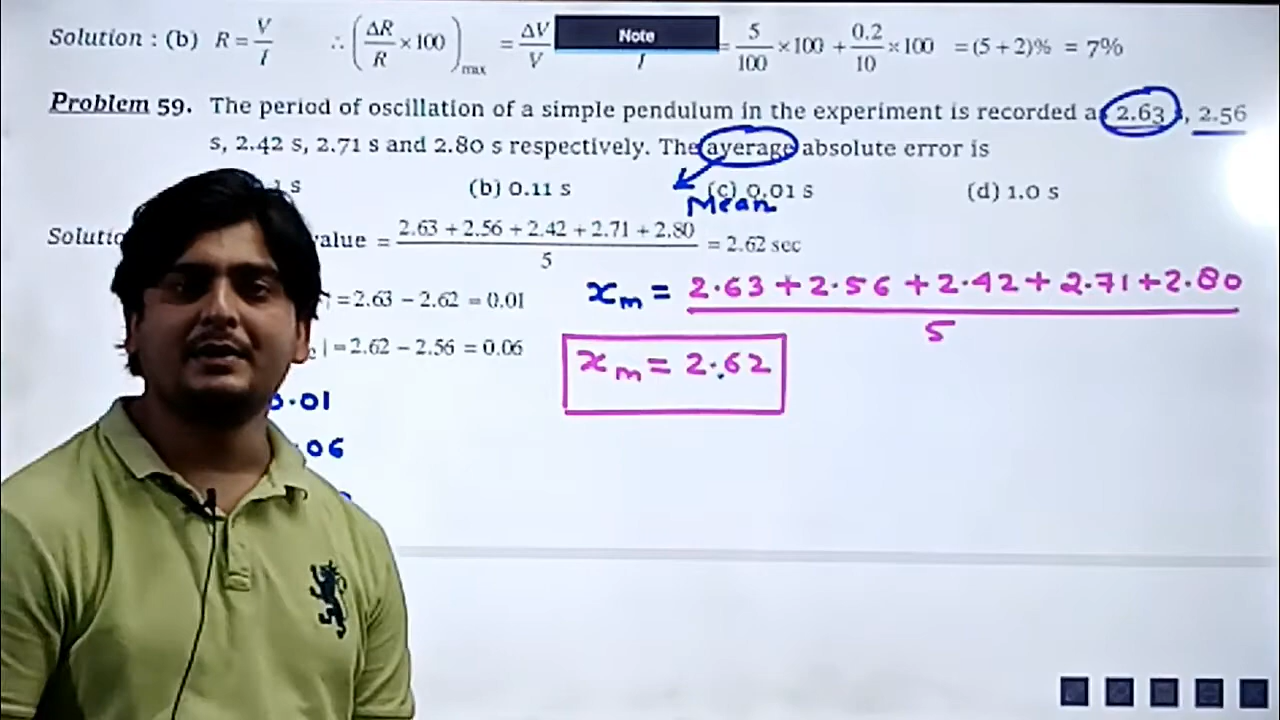 Solution : (b) R = V/I ∴ (ΔR/R × 100)max = ΔV/V Note I = 5/100 × 100 + 0.2/10 × 100 = (5 + 2)% = 7%
Problem 59. The period of oscillation of a simple pendulum in the experiment is recorded a 2.63 s, 2.56
s, 2.42 s, 2.71 s and 2.80 s respectively. The average absolute error is
s (b) 0.11 s (c) 0.01 s (d) 1.0 s
Mean
Solutio value = 2.63 + 2.56 + 2.42 + 2.71 + 2.80 / 5 = 2.62 sec
| = 2.63 − 2.62 = 0.01
xm = 2.63 + 2.56 + 2.42 + 2.71 + 2.80 / 5
2 | = 2.62 − 2.56 = 0.06
xm = 2.62
0.01
.06